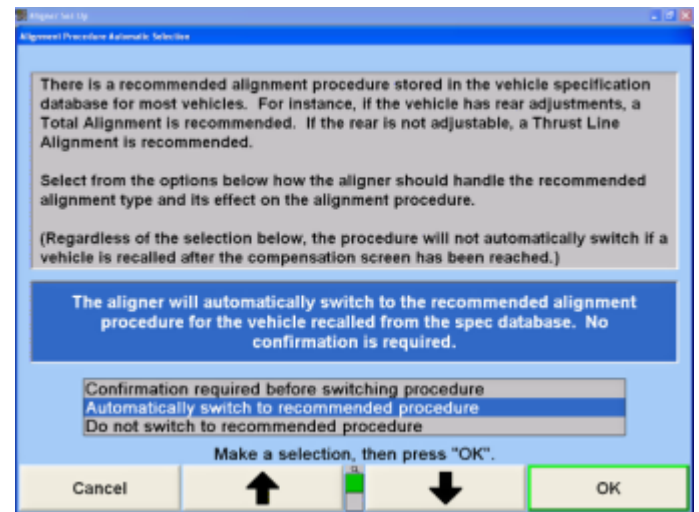 Aligner Set Up
Alignment Procedure Automatic Selection
There is a recommended alignment procedure stored in the vehicle specification
database for most vehicles. For instance, if the vehicle has rear adjustments, a
Total Alignment is recommended. If the rear is not adjustable, a Thrust Line
Alignment is recommended.
Select from the options below how the aligner should handle the recommended
alignment type and its effect on the alignment procedure.
(Regardless of the selection below, the procedure will not automatically switch if a
vehicle is recalled after the compensation screen has been reached.)
The aligner will automatically switch to the recommended alignment
procedure for the vehicle recalled from the spec database. No
confirmation is required.
Confirmation required before switching procedure
Automatically switch to recommended procedure
Do not switch to recommended procedure
Make a selection, then press "OK".
Cancel
OK